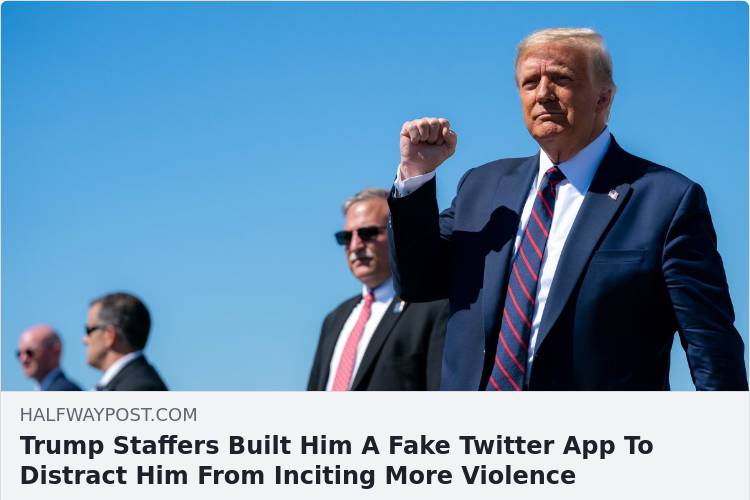 HALFWAYPOST.COM
Trump Staffers Built Him A Fake Twitter App To
Distract Him From Inciting More Violence